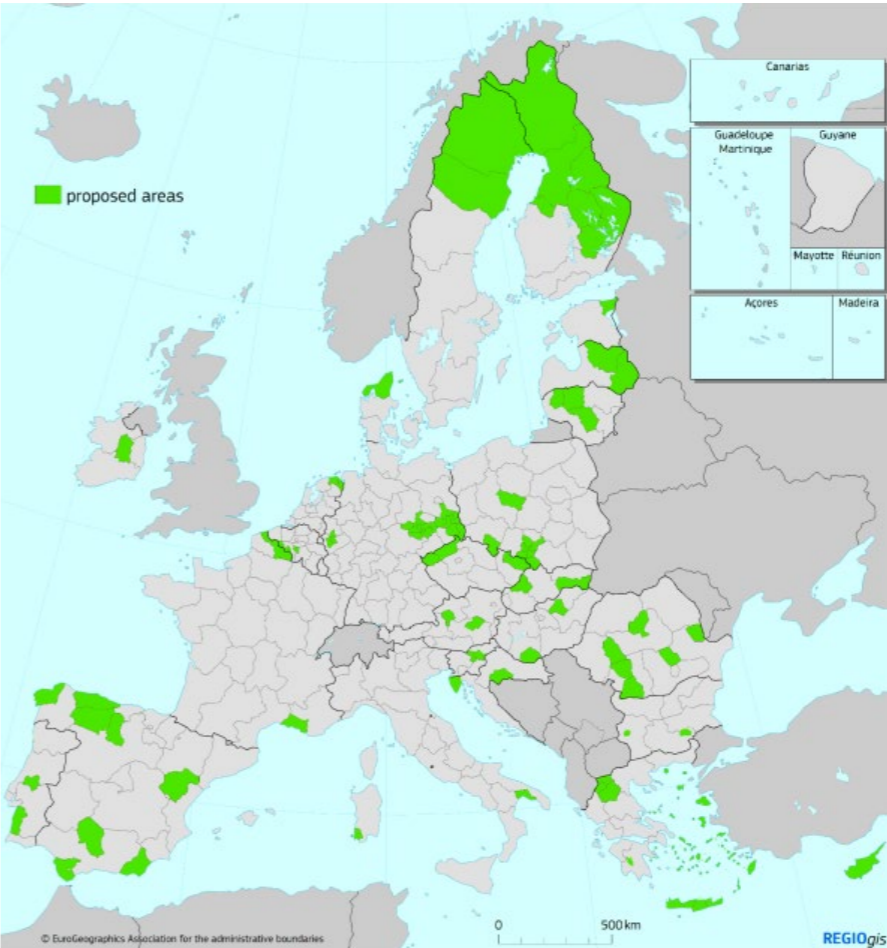 Canarias
Guadeloupe
Martinique
Guyane
Mayotte
Réunion
Açores
Madeira
proposed areas
0
500 km
© EuroGeographics Association for the administrative boundaries
REGIOgis